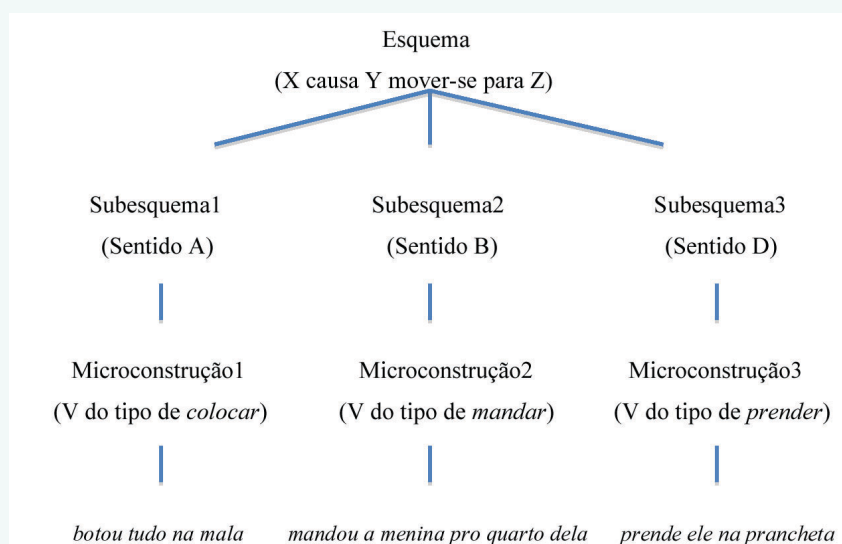 Esquema
(X causa Y mover-se para Z)
Subesquema1 Subesquema2 Subesquema3
(Sentido A) (Sentido B) (Sentido D)
Microconstrução1 Microconstrução2 Microconstrução3
(V do tipo de colocar) (V do tipo de mandar) (V do tipo de prender)
botou tudo na mala mandou a menina pro quarto dela prende ele na prancheta